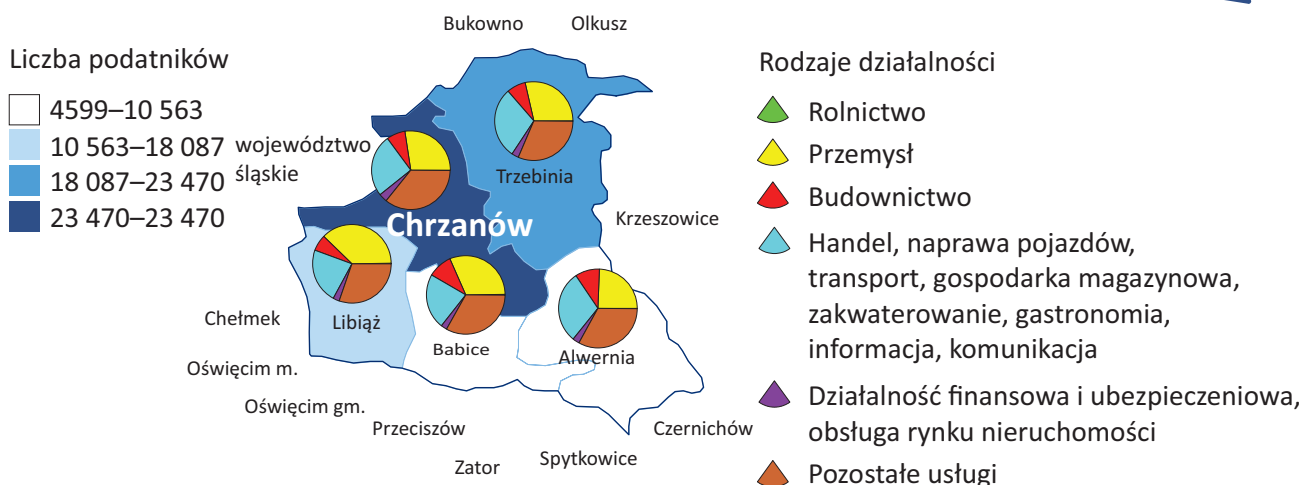 Bukowno
Olkusz
Liczba podatników
4599–10 563
10 563–18 087
18 087–23 470
23 470–23 470
województwo
śląskie
Trzebinia
Chrzanów
Krzeszowice
Chełmek
Libiąż
Babice
Alwernia
Oświęcim m.
Oświęcim gm.
Przeciszów
Zator
Spytkowice
Czernichów
Rodzaje działalności
Rolnictwo
Przemysł
Budownictwo
Handel, naprawa pojazdów,
transport, gospodarka magazynowa,
zakwaterowanie, gastronomia,
informacja, komunikacja
Działalność finansowa i ubezpieczeniowa,
obsługa rynku nieruchomości
Pozostałe usługi